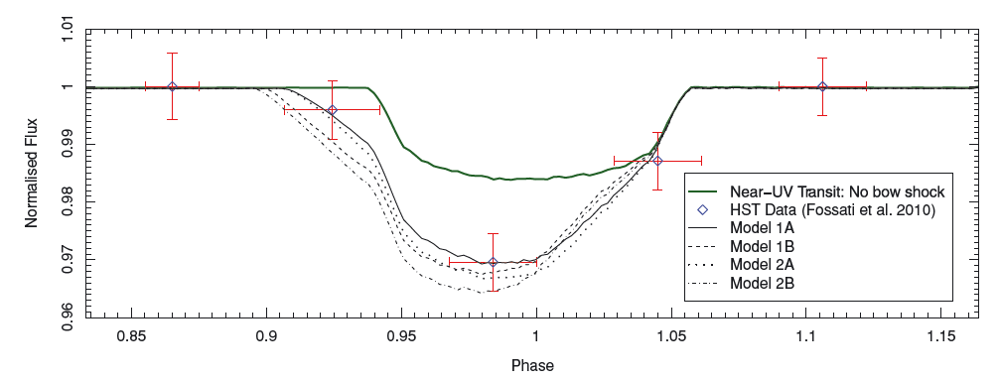 1.01
1
0.99
0.98
0.97
0.96
Normalised Flux
Near−UV Transit: No bow shock
HST Data (Fossati et al. 2010)
Model 1A
Model 1B
Model 2A
Model 2B
0.85
0.9
0.95
1
1.05
1.1
1.15
Phase